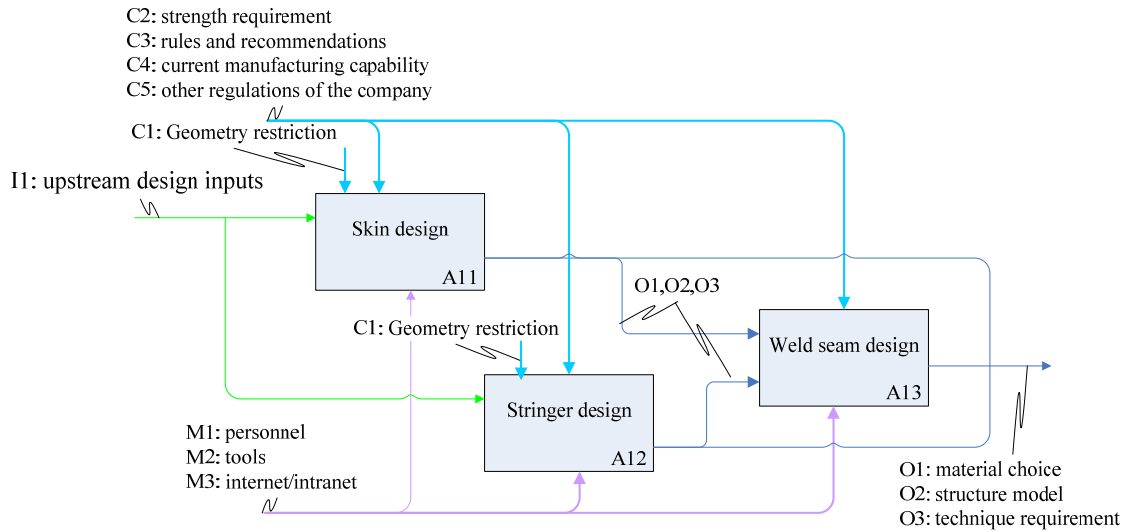 C2: strength requirement
C3: rules and recommendations
C4: current manufacturing capability
C5: other regulations of the company
C1: Geometry restriction
I1: upstream design inputs
Skin design
A11
O1,O2,O3
C1: Geometry restriction
Weld seam design
A13
Stringer design
A12
M1: personnel
M2: tools
M3: internet/intranet
O1: material choice
O2: structure model
O3: technique requirement